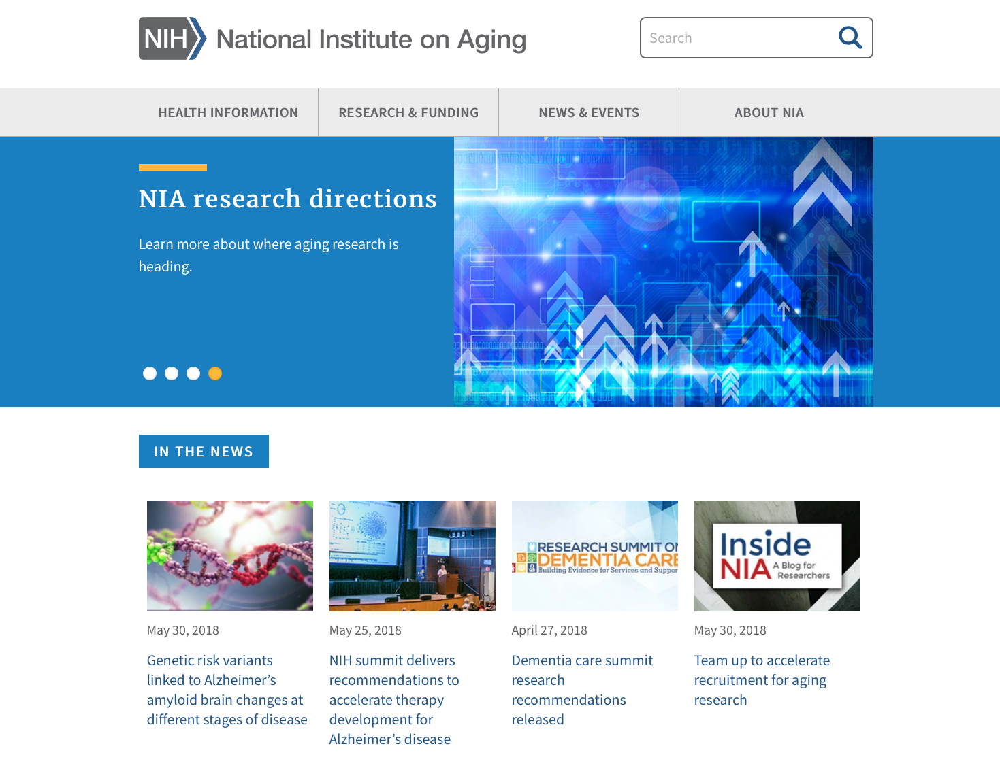 NIH National Institute on Aging
Search
HEALTH INFORMATION
RESEARCH & FUNDING
NEWS & EVENTS
ABOUT NIA
NIA research directions
Learn more about where aging research is
heading.
IN THE NEWS
RESEARCH SUMMIT ON
DEMENTIA CARE
Building Evidence for Services and Suppor
Inside
NIA A Blog for
Researchers
May 30, 2018
Genetic risk variants
linked to Alzheimer’s
amyloid brain changes at
different stages of disease
May 25, 2018
NIH summit delivers
recommendations to
accelerate therapy
development for
Alzheimer’s disease
April 27, 2018
Dementia care summit
research
recommendations
released
May 30, 2018
Team up to accelerate
recruitment for aging
research